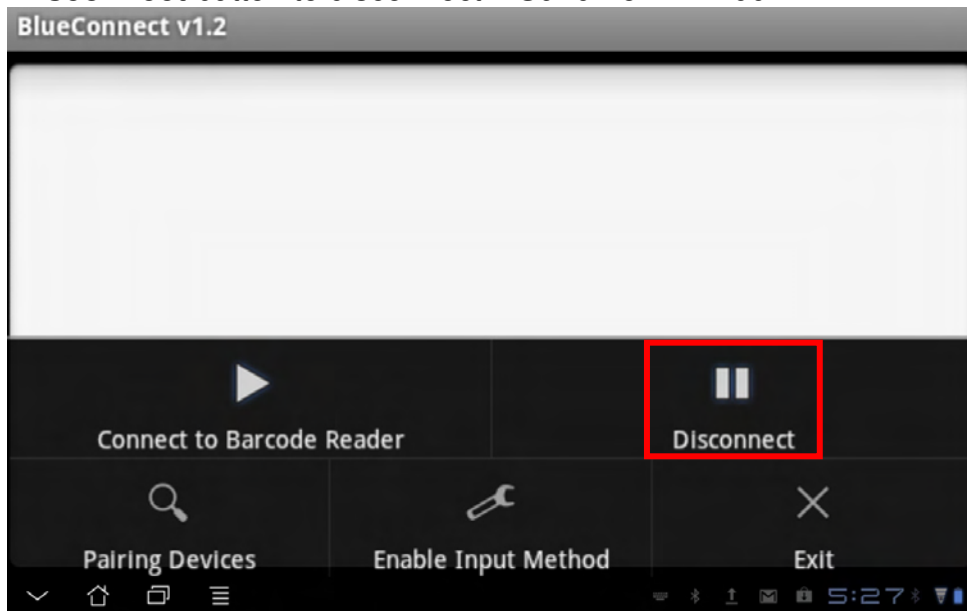 BlueConnect v1.2
Connect to Barcode Reader
Disconnect
Pairing Devices
Enable Input Method
Exit
5:27